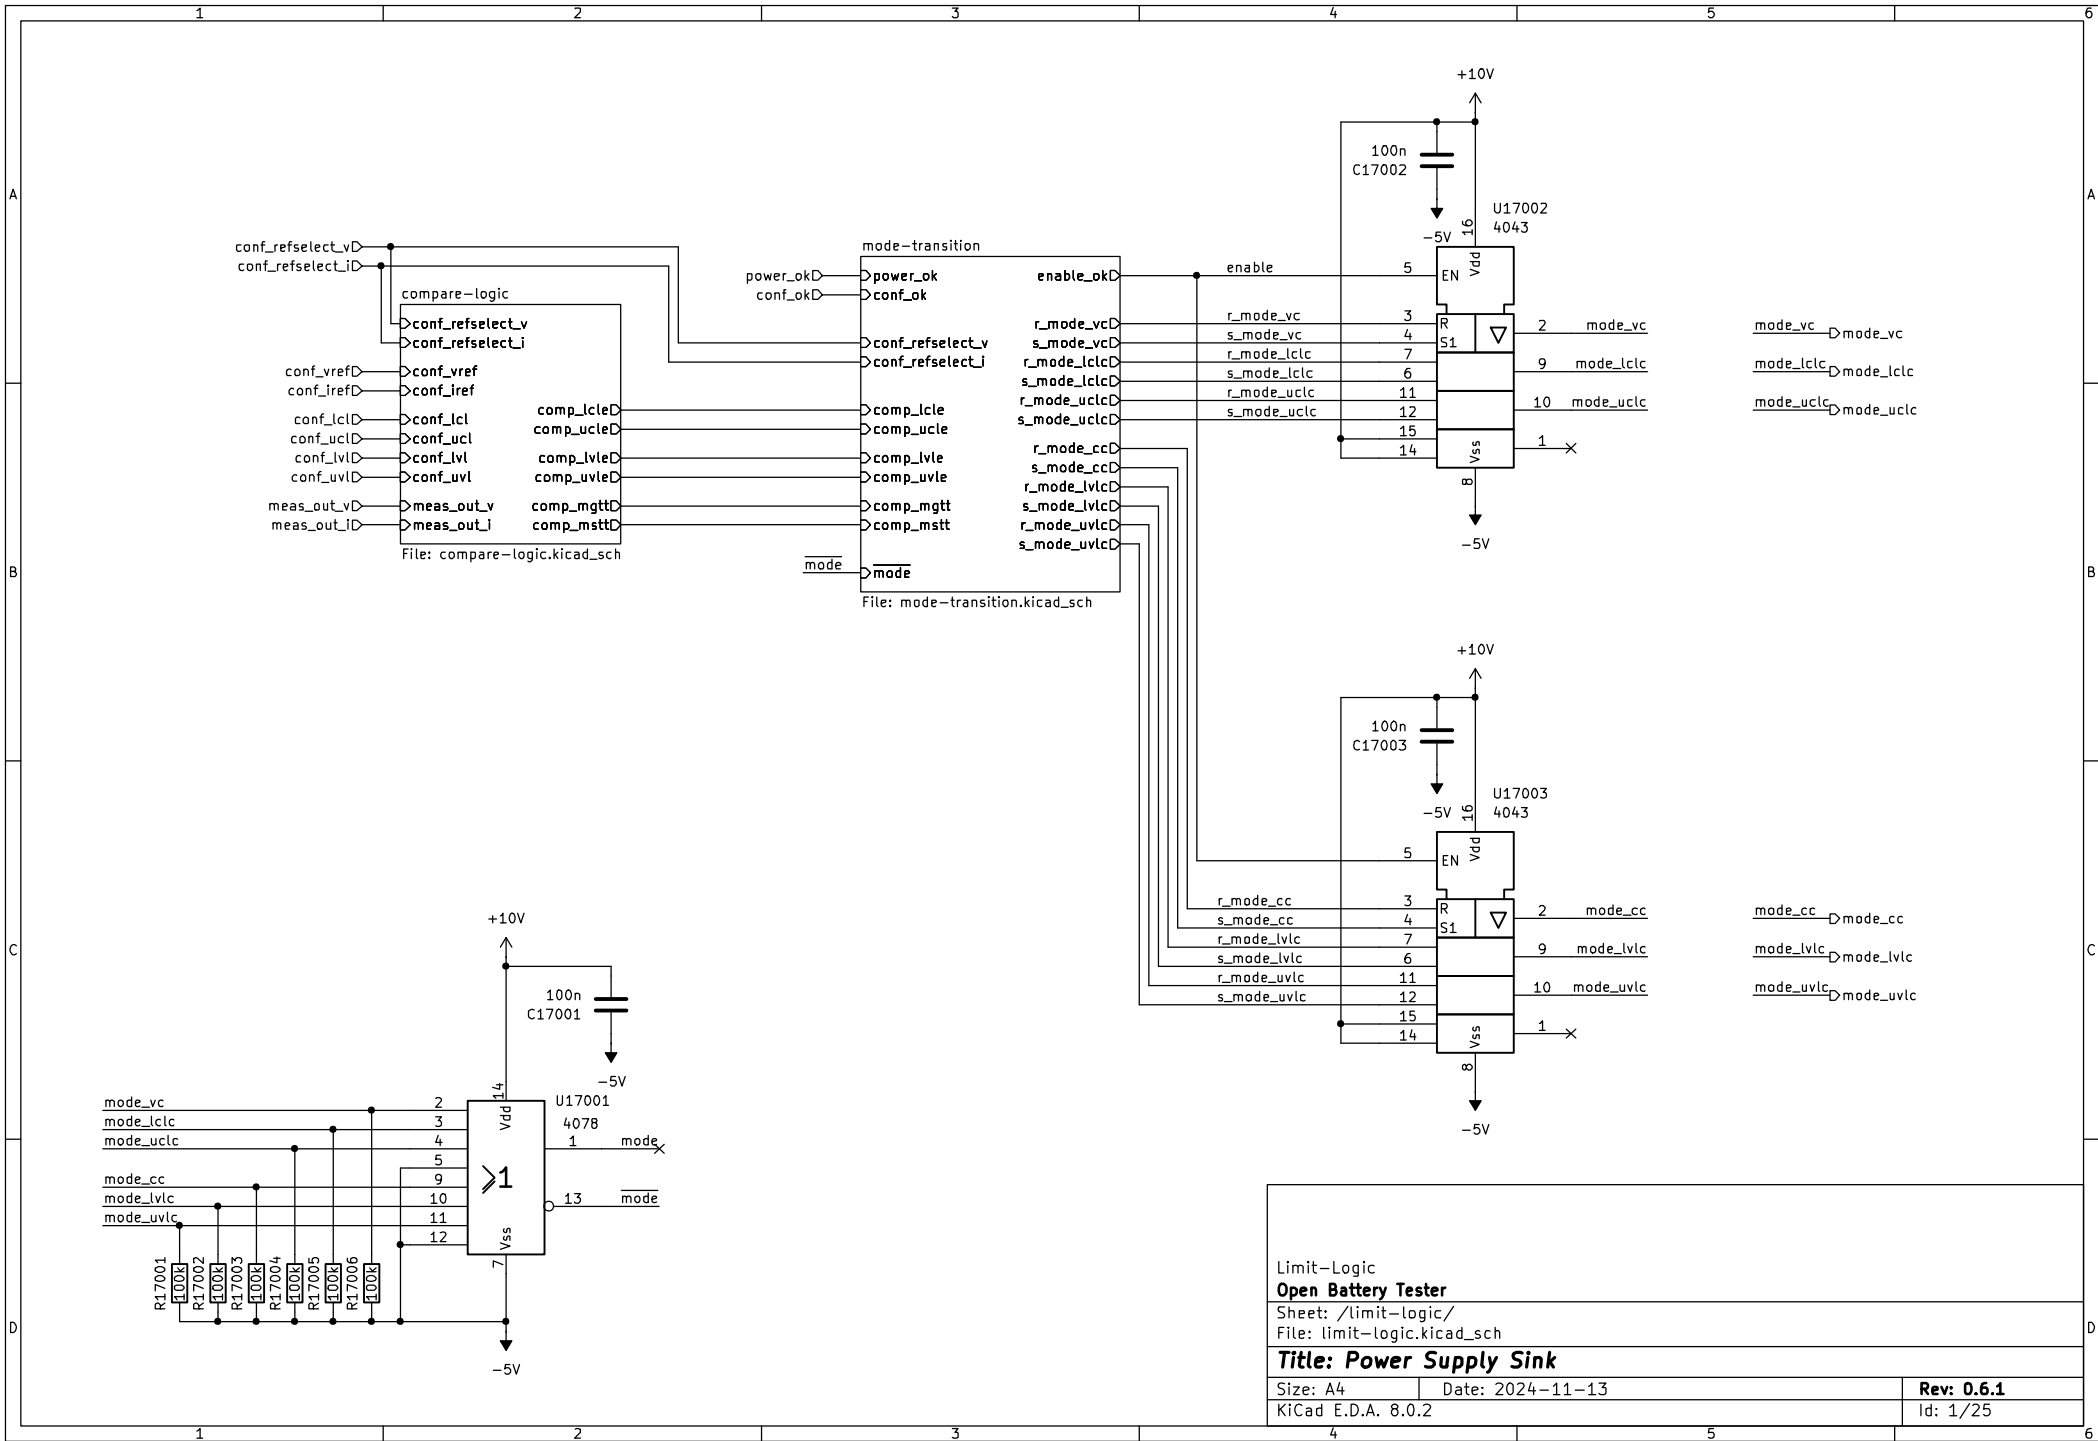 1 2 3 4 5 6
A
B
C
D
A
B
C
D
1 2 3 4 5 6
conf_refselect_v
conf_refselect_i
compare-logic
conf_refselect_v
conf_refselect_i
conf_vref
conf_vref
conf_iref
conf_iref
conf_lcl
conf_lcl
conf_ucl
conf_ucl
conf_lvl
conf_lvl
conf_uvl
conf_uvl
meas_out_v
meas_out_v
meas_out_i
meas_out_i
comp_lcle
comp_ucle
comp_lvle
comp_uvle
comp_mgtt
comp_mstt
File: compare-logic.kicad_sch
mode-transition
power_ok
power_ok
conf_ok
conf_ok
conf_refselect_v
conf_refselect_i
comp_lcle
comp_ucle
comp_lvle
comp_uvle
comp_mgtt
comp_mstt
mode
mode
enable_ok
r_mode_vc
s_mode_vc
r_mode_lclc
s_mode_lclc
r_mode_uclc
s_mode_uclc
r_mode_cc
s_mode_cc
r_mode_lvlc
s_mode_lvlc
r_mode_uvlc
s_mode_uvlc
File: mode-transition.kicad_sch
+10V
100n
C17002
-5V
U17002
4043
16
Vdd
enable 5 EN
r_mode_vc 3 R
s_mode_vc 4 S1
r_mode_lclc 7
s_mode_lclc 6
r_mode_uclc 11
s_mode_uclc 12
15
14
Vss
8
-5V
2 mode_vc
9 mode_lclc
10 mode_uclc
1
mode_vc mode_vc
mode_lclc mode_lclc
mode_uclc mode_uclc
+10V
100n
C17003
-5V
U17003
4043
16
Vdd
5 EN
r_mode_cc 3 R
s_mode_cc 4 S1
r_mode_lvlc 7
s_mode_lvlc 6
r_mode_uvlc 11
s_mode_uvlc 12
15
14
Vss
8
-5V
2 mode_cc
9 mode_lvlc
10 mode_uvlc
1
mode_cc mode_cc
mode_lvlc mode_lvlc
mode_uvlc mode_uvlc
+10V
100n
C17001
-5V
U17001
4078
14
Vdd
mode_vc 2
mode_lclc 3
mode_uclc 4
5
mode_cc 9
mode_lvlc 10
mode_uvlc 11
12
≥1
1 mode
13 mode
Vss
7
-5V
R17001 100k
R17002 100k
R17003 100k
R17004 100k
R17005 100k
R17006 100k
Limit-Logic
Open Battery Tester
Sheet: /limit-logic/
File: limit-logic.kicad_sch
Title: Power Supply Sink
Size: A4 Date: 2024-11-13 Rev: 0.6.1
KiCad E.D.A. 8.0.2 Id: 1/25